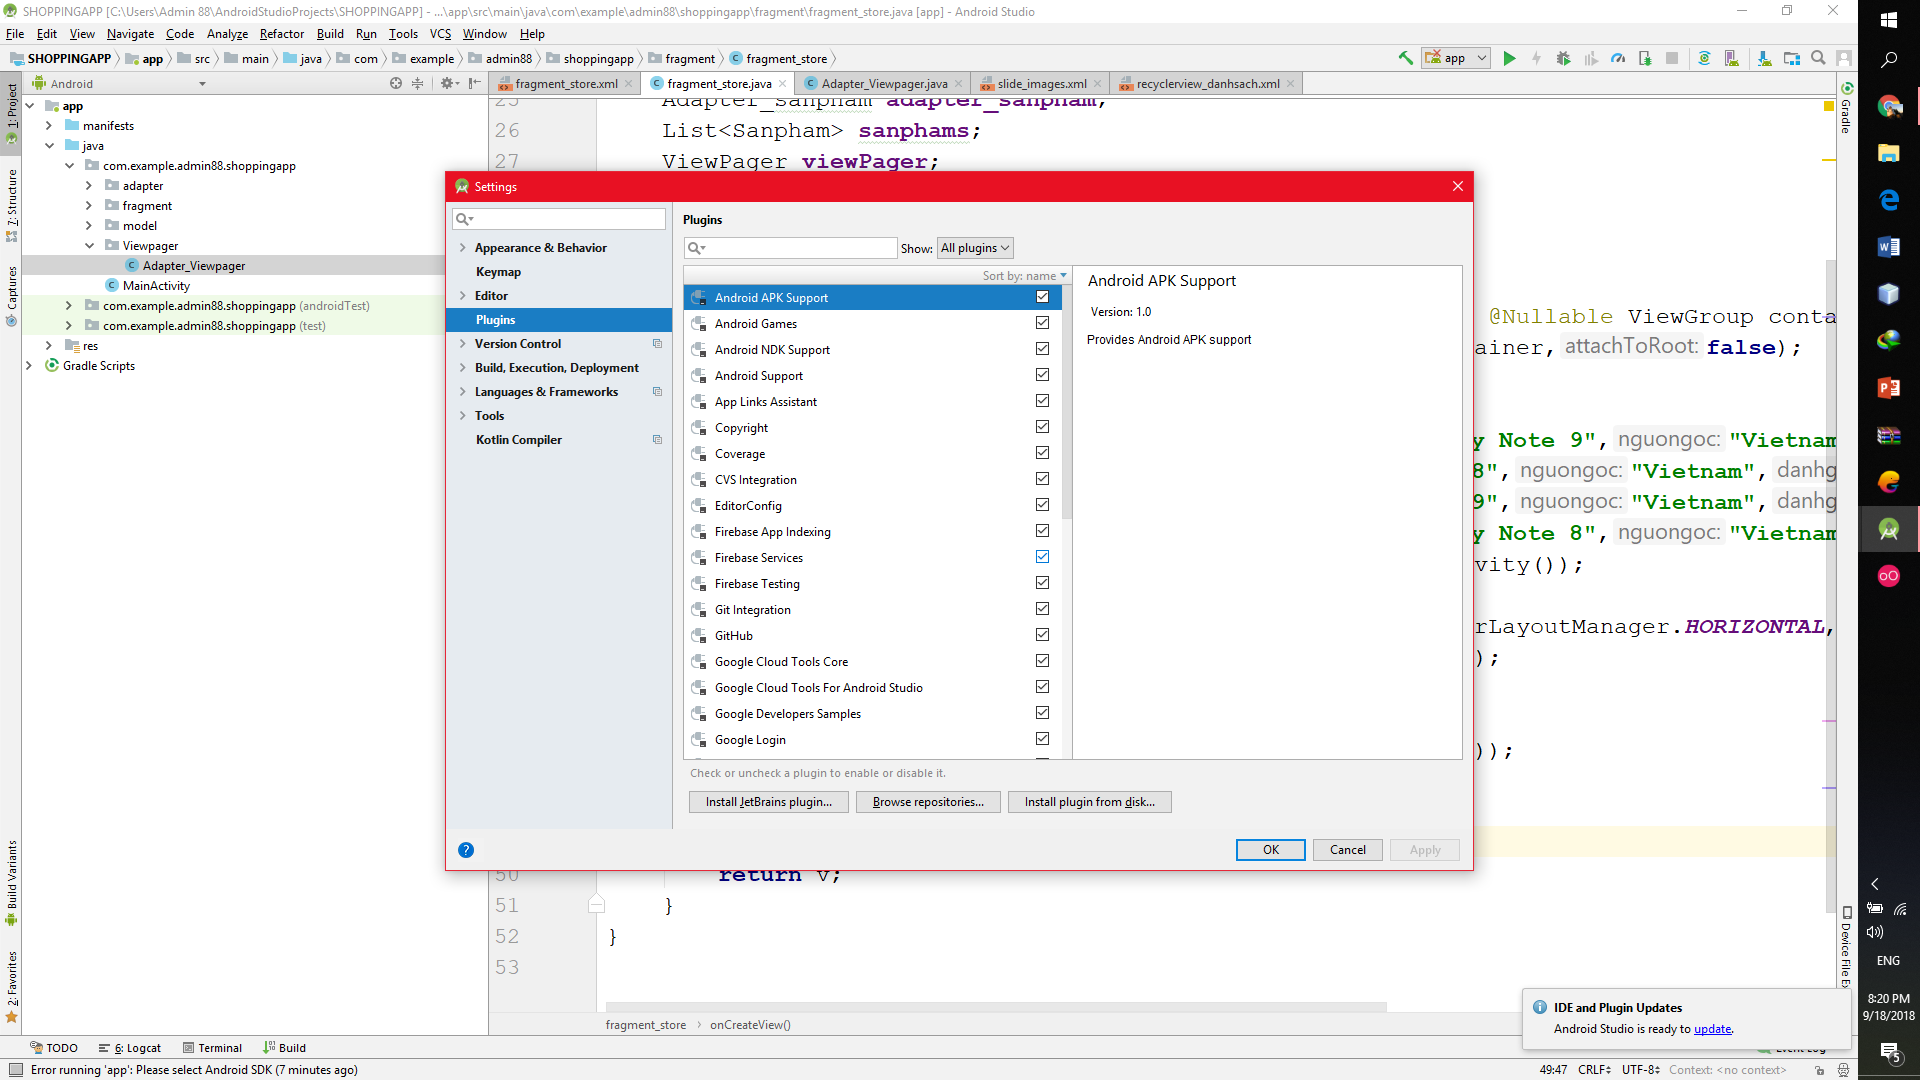 SHOPPINGAPP [C:\Users\Admin 88\AndroidStudioProjects\SHOPPINGAPP] - ...\app\src\main\java\com\example\admin88\shoppingapp\fragment\fragment_store.java [app] - Android Studio
File Edit View Navigate Code Analyze Refactor Build Run Tools VCS Window Help
SHOPPINGAPP app src main java com example admin88 shoppingapp fragment fragment_store
app
Android
fragment_store.xml fragment_store.java Adapter_Viewpager.java slide_images.xml recyclerview_danhsach.xml
1: Project
7: Structure
Captures
Build Variants
2: Favorites
Gradle
app
manifests
java
com.example.admin88.shoppingapp
adapter
fragment
model
Viewpager
Adapter_Viewpager
MainActivity
com.example.admin88.shoppingapp (androidTest)
com.example.admin88.shoppingapp (test)
res
Gradle Scripts
25 Adapter_sanpham adapter_sanpham;
26 List<Sanpham> sanphams;
27 ViewPager viewPager;
Settings
Appearance & Behavior
Keymap
Editor
Plugins
Version Control
Build, Execution, Deployment
Languages & Frameworks
Tools
Kotlin Compiler
Plugins
Show: All plugins
Sort by: name
Android APK Support
Android Games
Android NDK Support
Android Support
App Links Assistant
Copyright
Coverage
CVS Integration
EditorConfig
Firebase App Indexing
Firebase Services
Firebase Testing
Git Integration
GitHub
Google Cloud Tools Core
Google Cloud Tools For Android Studio
Google Developers Samples
Google Login
Android APK Support
Version: 1.0
Provides Android APK support
Check or uncheck a plugin to enable or disable it.
Install JetBrains plugin... Browse repositories... Install plugin from disk...
? OK Cancel Apply
@Nullable ViewGroup conta
ainer, attachToRoot: false);
y Note 9", nguongoc: "Vietnam
8", nguongoc: "Vietnam", danhg
9", nguongoc: "Vietnam", danhg
y Note 8", nguongoc: "Vietnam
vity());
rLayoutManager.HORIZONTAL,
);
));
50 return v;
51 }
52 }
53
fragment_store onCreateView()
Device File Ex
IDE and Plugin Updates
Android Studio is ready to update.
TODO 6: Logcat Terminal Build Event Log
Error running 'app': Please select Android SDK (7 minutes ago)
49:47 CRLF UTF-8 Context: <no context>
ENG
8:20 PM
9/18/2018
5